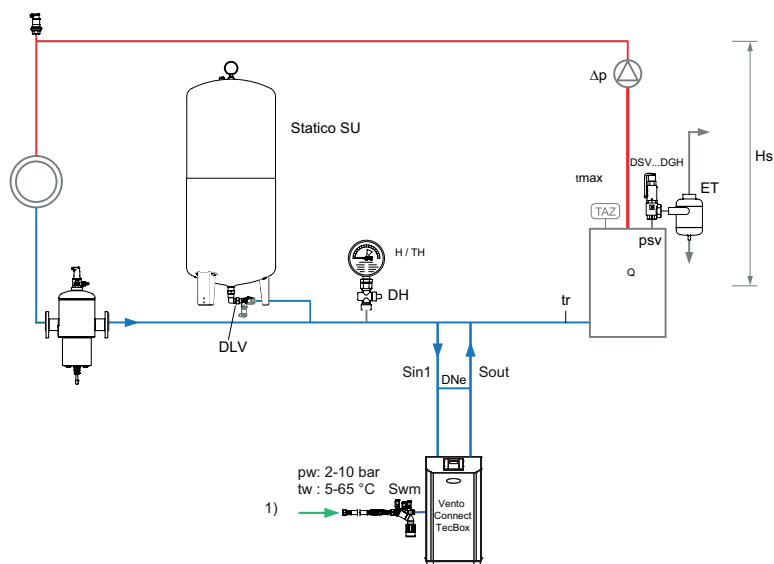 Δp
Statico SU
Hs
DSV...DGH
tmax
ET
TAZ
psv
H / TH
Q
DH
tr
DLV
Sin1
Sout
DNe
pw: 2-10 bar
tw : 5-65 °C
Swm
1)
Vento
Connect
TecBox